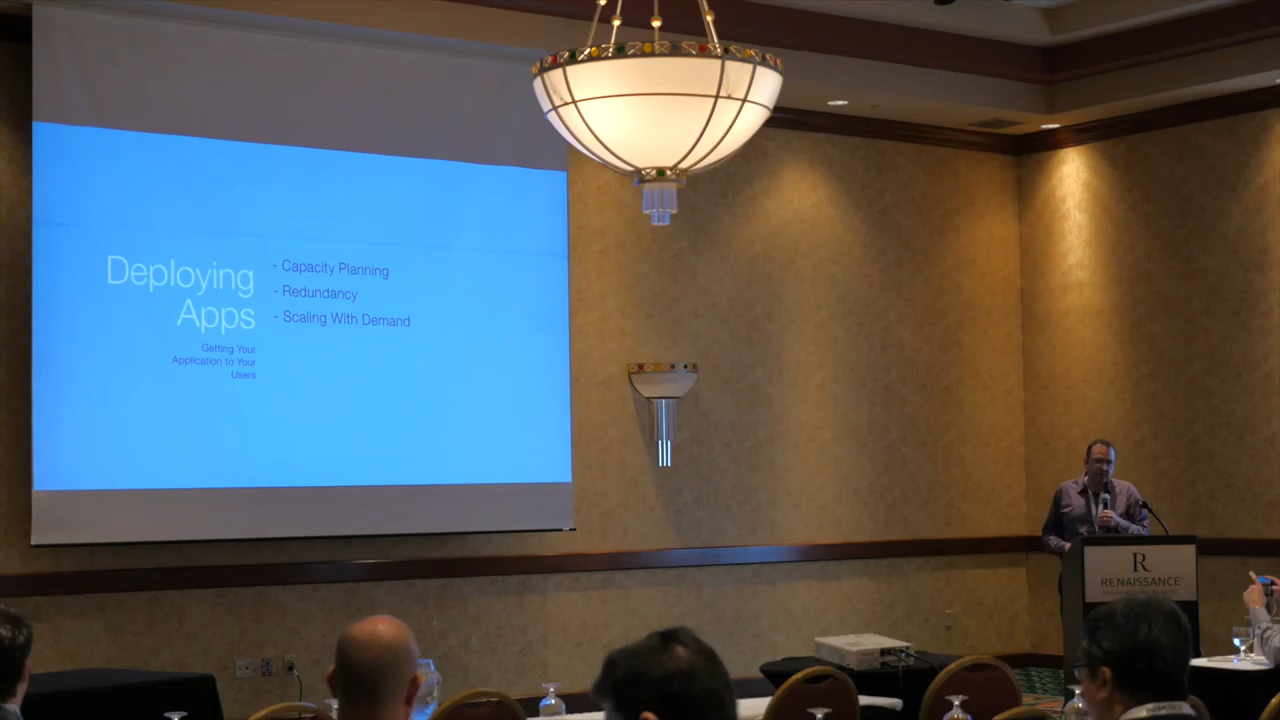 Deploying
Apps
Getting Your
Application to Your
Users
- Capacity Planning
- Redundancy
- Scaling With Demand
R
RENAISSANCE